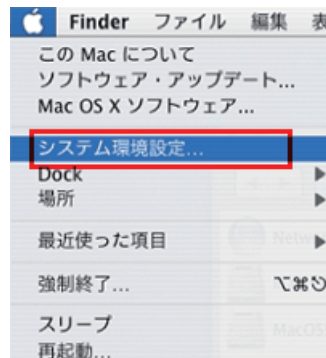 Finder ファイル 編集 表
この Mac について
ソフトウェア・アップデート...
Mac OS X ソフトウェア...
システム環境設定...
Dock
場所
最近使った項目
Netw
強制終了... ⌥⌘⎋
スリープ
MacOS
再起動...